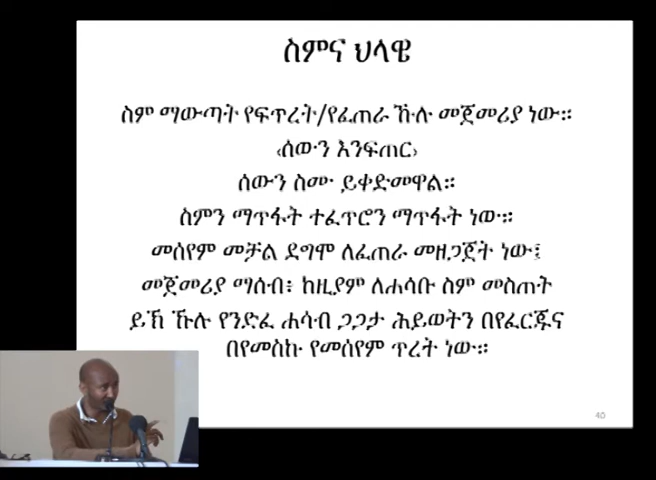 ስምና ህላዌ
ስም ማውጣት የፍጥረት/የፈጠራ ኸሉ መጀመሪያ ነው።
‹ሰውን እንፍጠር›
ሰውን ስሙ ይቀድመዋል።
ስምን ማጥፋት ተፈጥሮን ማጥፋት ነው።
መሰየም መቻል ደግሞ ለፈጠራ መዘጋጀት ነው፤
መጀመሪያ ማሰብ፥ ከዚያም ለሐሳቡ ስም መስጠት
ይኽ ኹሉ የንድፈ ሐሳብ ጋጋታ ሕይወትን በየፈርጁና
በየመስኩ የመሰየም ጥረት ነው።
40